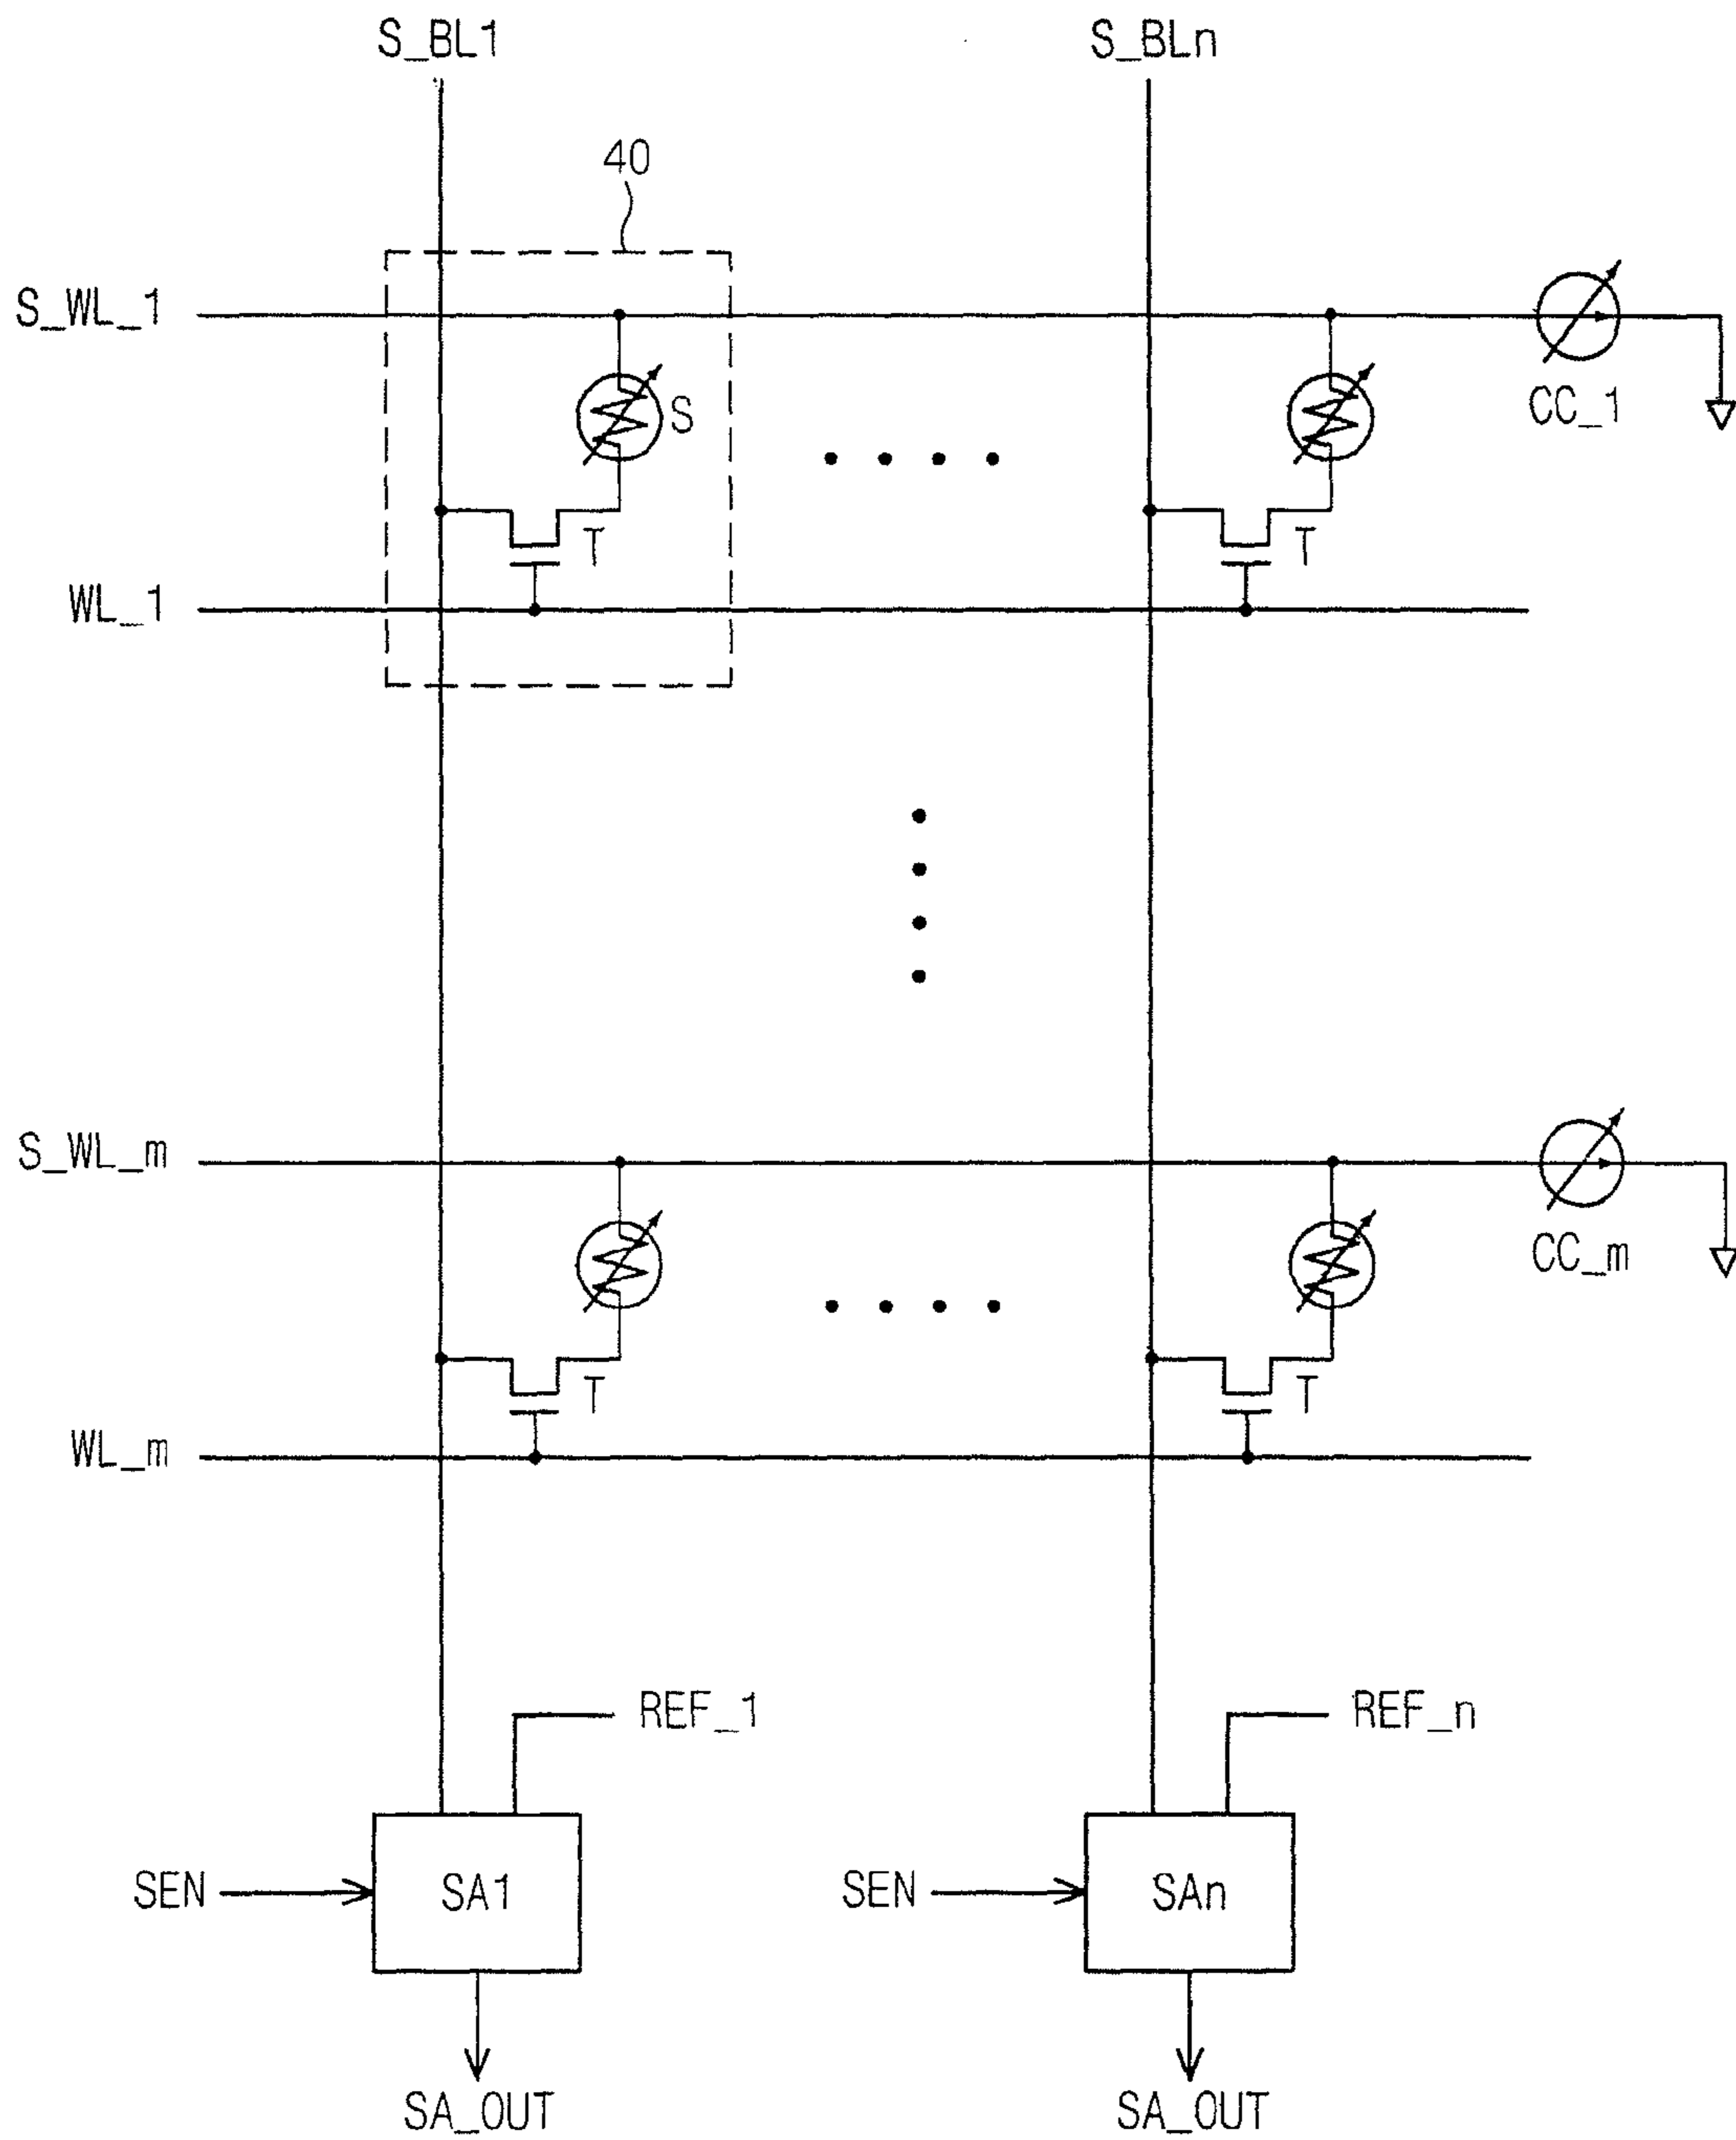 S_BL1 S_BLn
40
S_WL_1
S
CC_1
T T
WL_1
S_WL_m
CC_m
T T
WL_m
REF_1 REF_n
SEN SA1 SEN SAn
SA_OUT SA_OUT